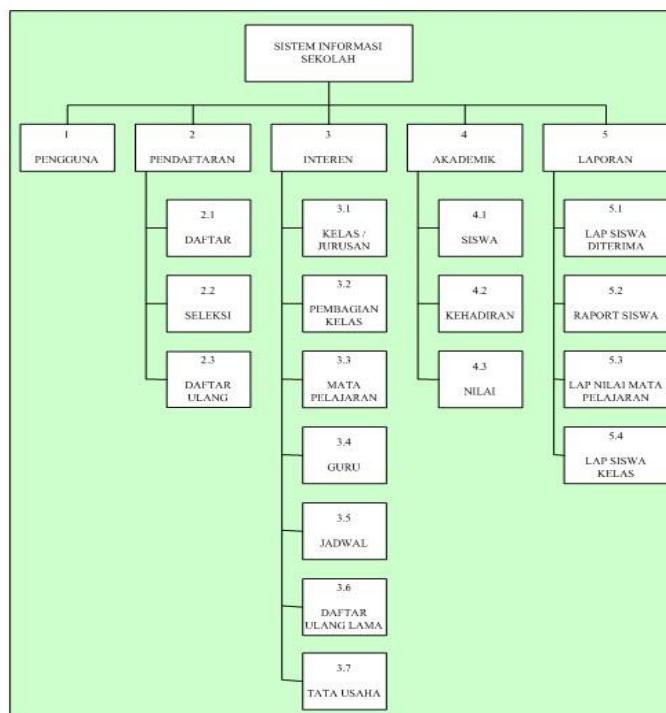 SISTEM INFORMASI
SEKOLAH
1
PENGGUNA
2
PENDAFTARAN
3
INTEREN
4
AKADEMIK
5
LAPORAN
2.1
DAFTAR
2.2
SELEKSI
2.3
DAFTAR
ULANG
3.1
KELAS /
JURUSAN
3.2
PEMBAGIAN
KELAS
3.3
MATA
PELAJARAN
3.4
GURU
3.5
JADWAL
3.6
DAFTAR
ULANG LAMA
3.7
TATA USAHA
4.1
SISWA
4.2
KEHADIRAN
4.3
NILAI
5.1
LAP SISWA
DITERIMA
5.2
RAPORT SISWA
5.3
LAP NILAI MATA
PELAJARAN
5.4
LAP SISWA
KELAS